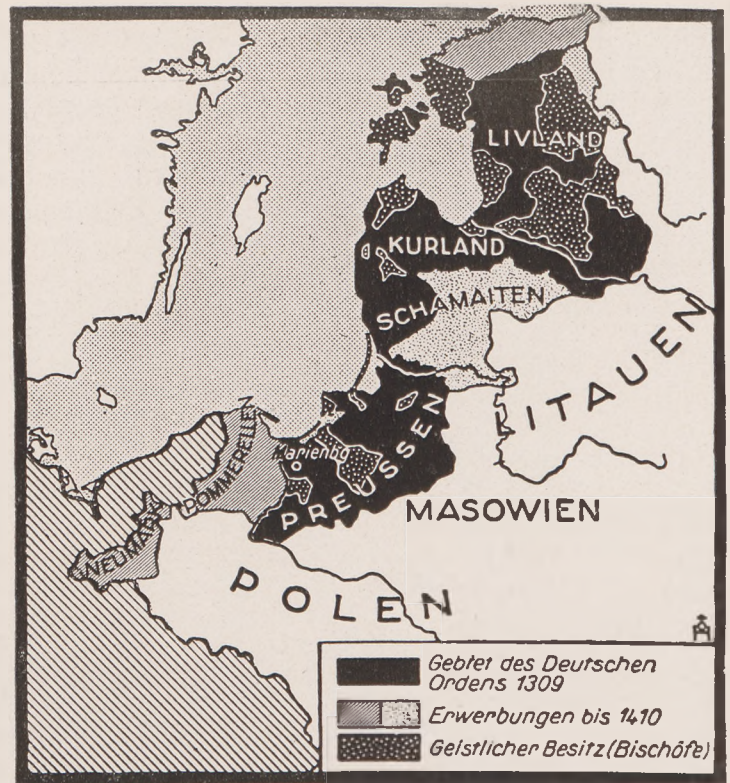 LIVLAND
KURLAND
SCHAMAITEN
LITAUEN
POMMERELLEN
Marienbg
PREUSSEN
NEUMARK
MASOWIEN
POLEN
Gebiet des Deutschen
Ordens 1309
Erwerbungen bis 1410
Geistlicher Besitz (Bischöfe)